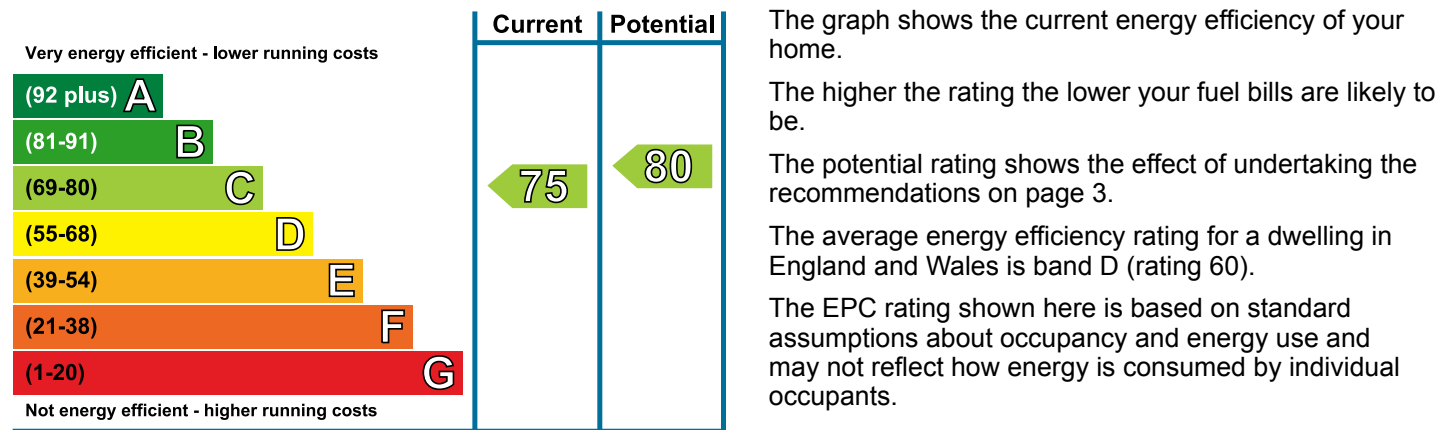 Current Potential
Very energy efficient - lower running costs
(92 plus) A
(81-91) B
(69-80) C
(55-68) D
(39-54) E
(21-38) F
(1-20) G
Not energy efficient - higher running costs
75
80
The graph shows the current energy efficiency of your
home.
The higher the rating the lower your fuel bills are likely to
be.
The potential rating shows the effect of undertaking the
recommendations on page 3.
The average energy efficiency rating for a dwelling in
England and Wales is band D (rating 60).
The EPC rating shown here is based on standard
assumptions about occupancy and energy use and
may not reflect how energy is consumed by individual
occupants.